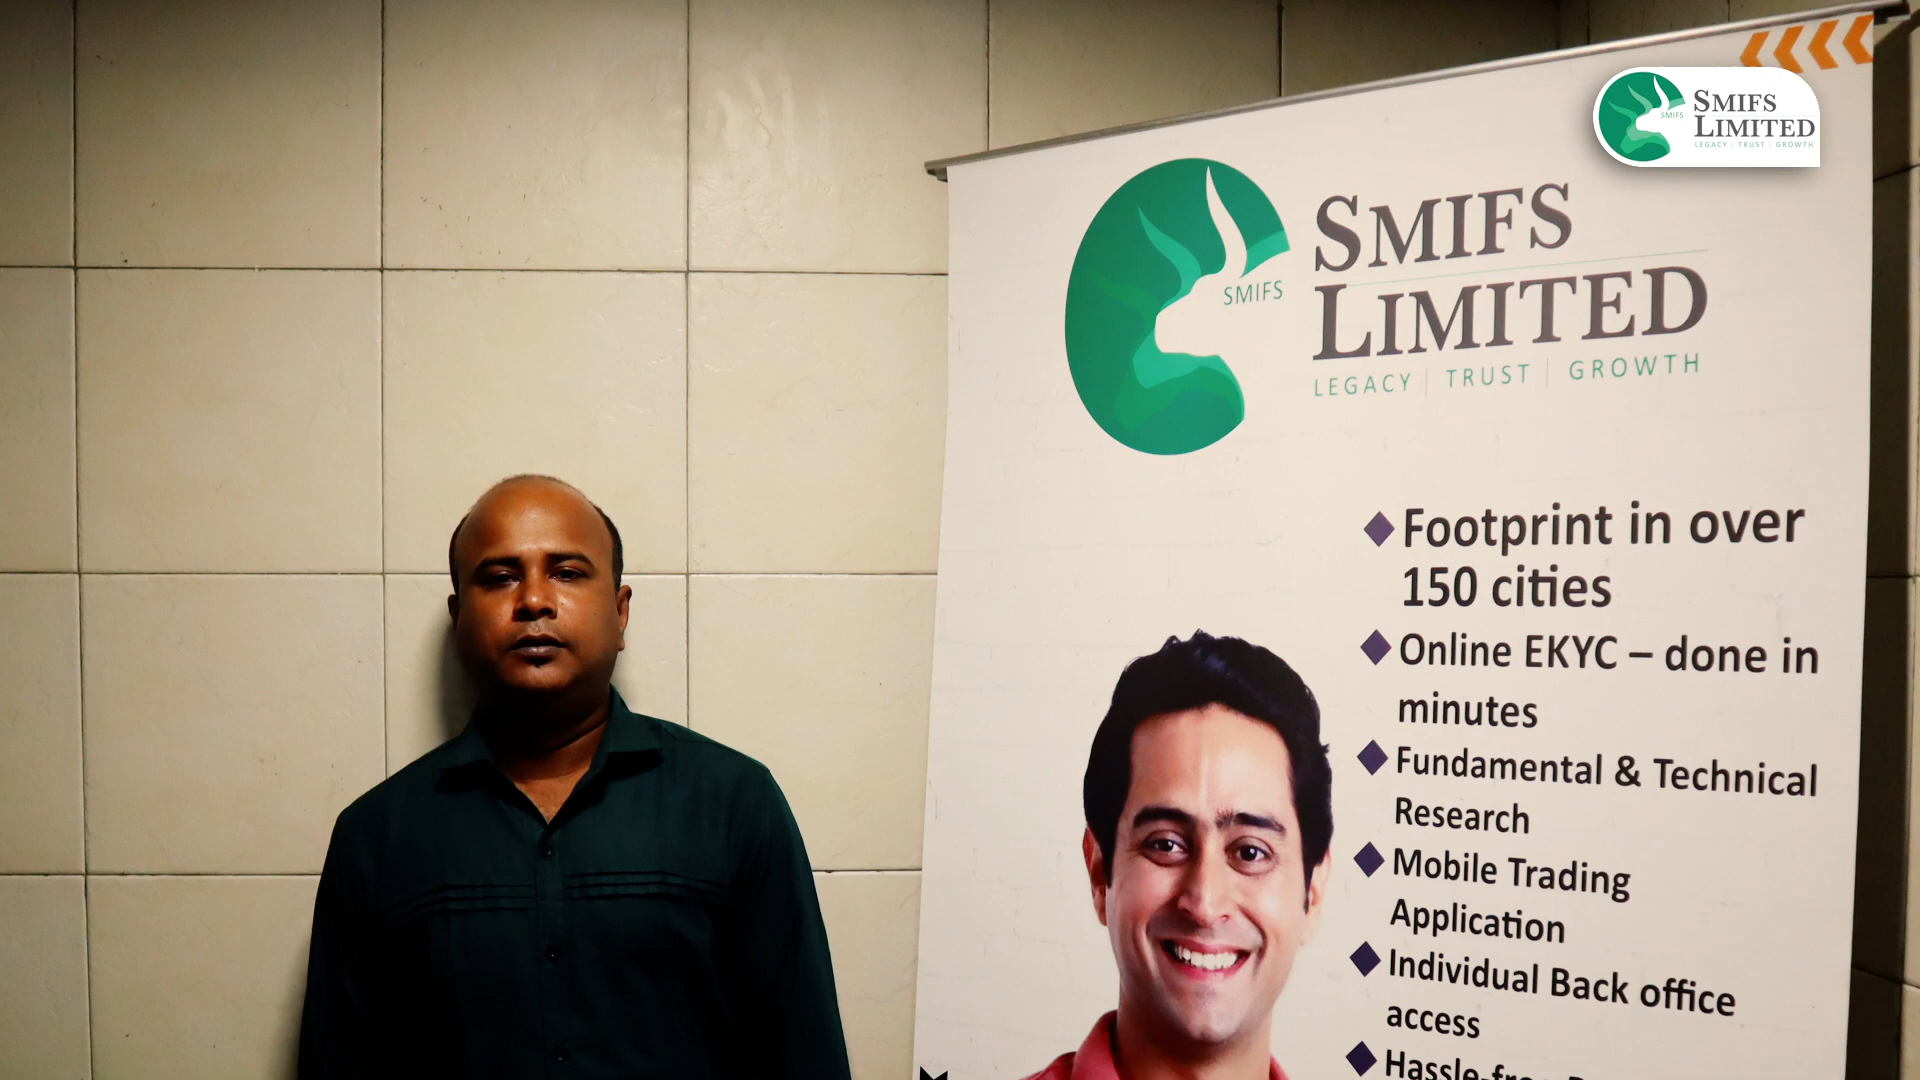 SMIFS
LIMITED
SMIFS
LEGACY | TRUST | GROWTH
SMIFS
LIMITED
SMIFS
LEGACY | TRUST | GROWTH
Footprint in over
150 cities
Online EKYC – done in
minutes
Fundamental & Technical
Research
Mobile Trading
Application
Individual Back office
access